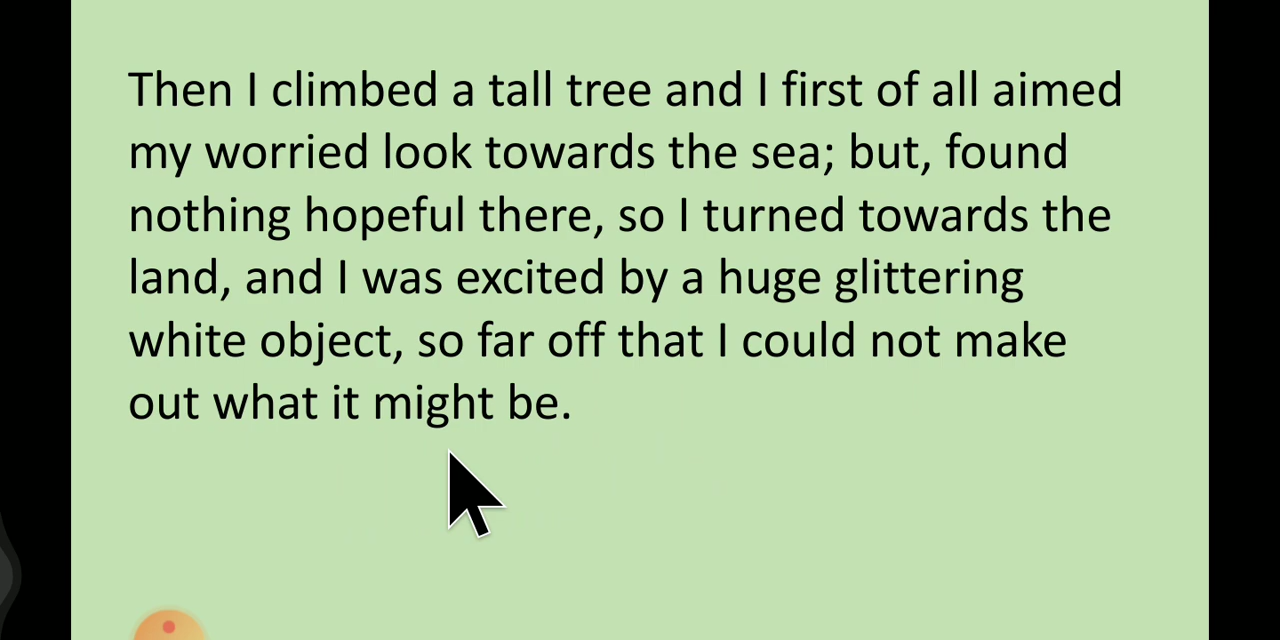 Then I climbed a tall tree and I first of all aimed
my worried look towards the sea; but, found
nothing hopeful there, so I turned towards the
land, and I was excited by a huge glittering
white object, so far off that I could not make
out what it might be.